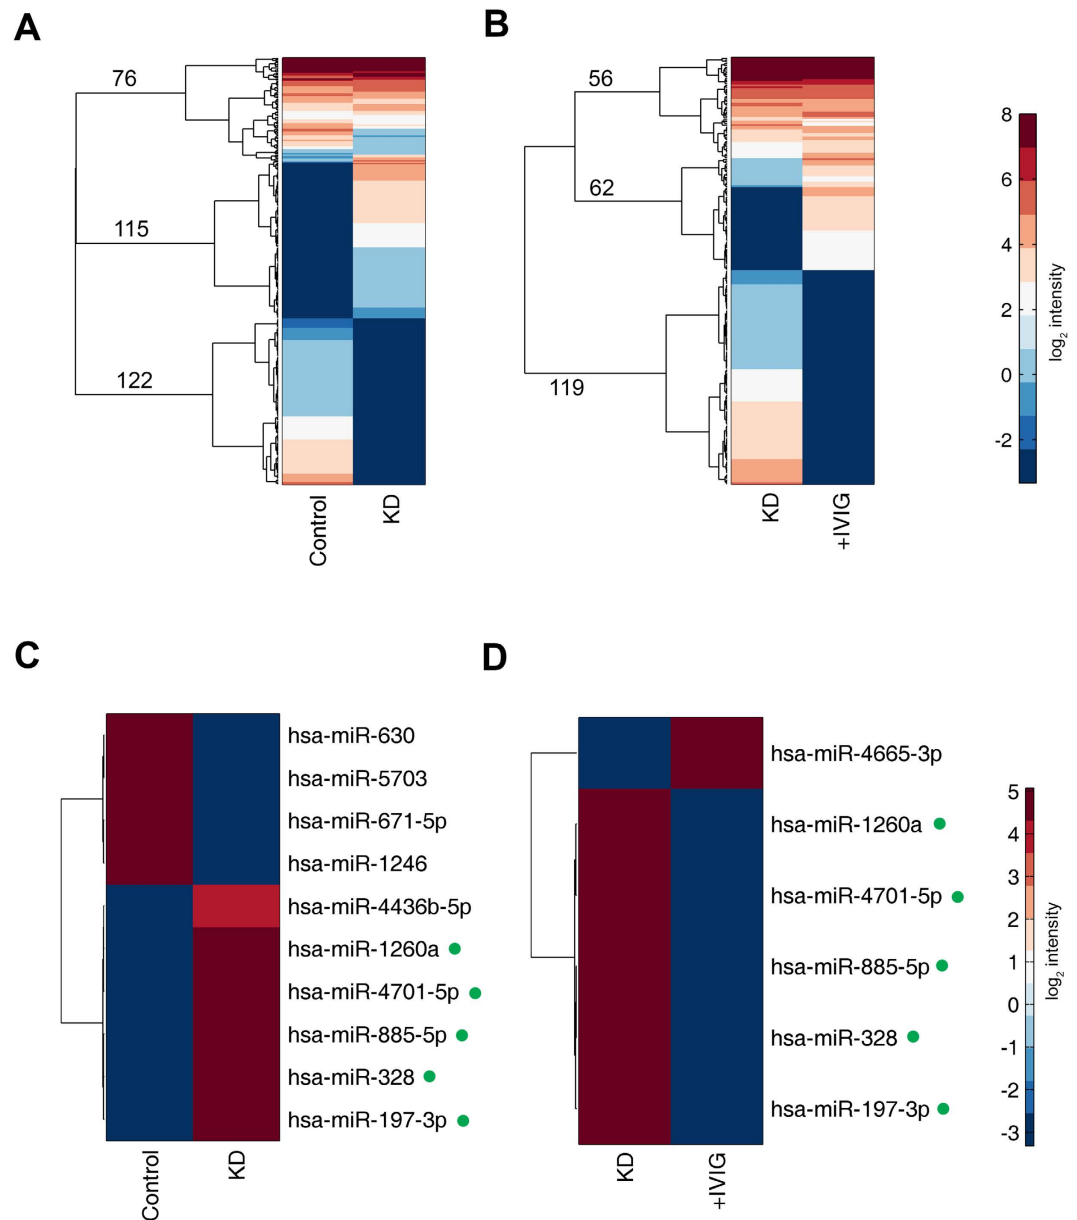 A
B
76
115
122
Control
KD
56
62
119
KD
+IVIG
8
6
4
2
0
-2
log2 intensity
C
D
hsa-miR-630
hsa-miR-5703
hsa-miR-671-5p
hsa-miR-1246
hsa-miR-4436b-5p
hsa-miR-1260a
hsa-miR-4701-5p
hsa-miR-885-5p
hsa-miR-328
hsa-miR-197-3p
Control
KD
hsa-miR-4665-3p
hsa-miR-1260a
hsa-miR-4701-5p
hsa-miR-885-5p
hsa-miR-328
hsa-miR-197-3p
KD
+IVIG
5
4
3
2
1
0
-1
-2
-3
log2 intensity